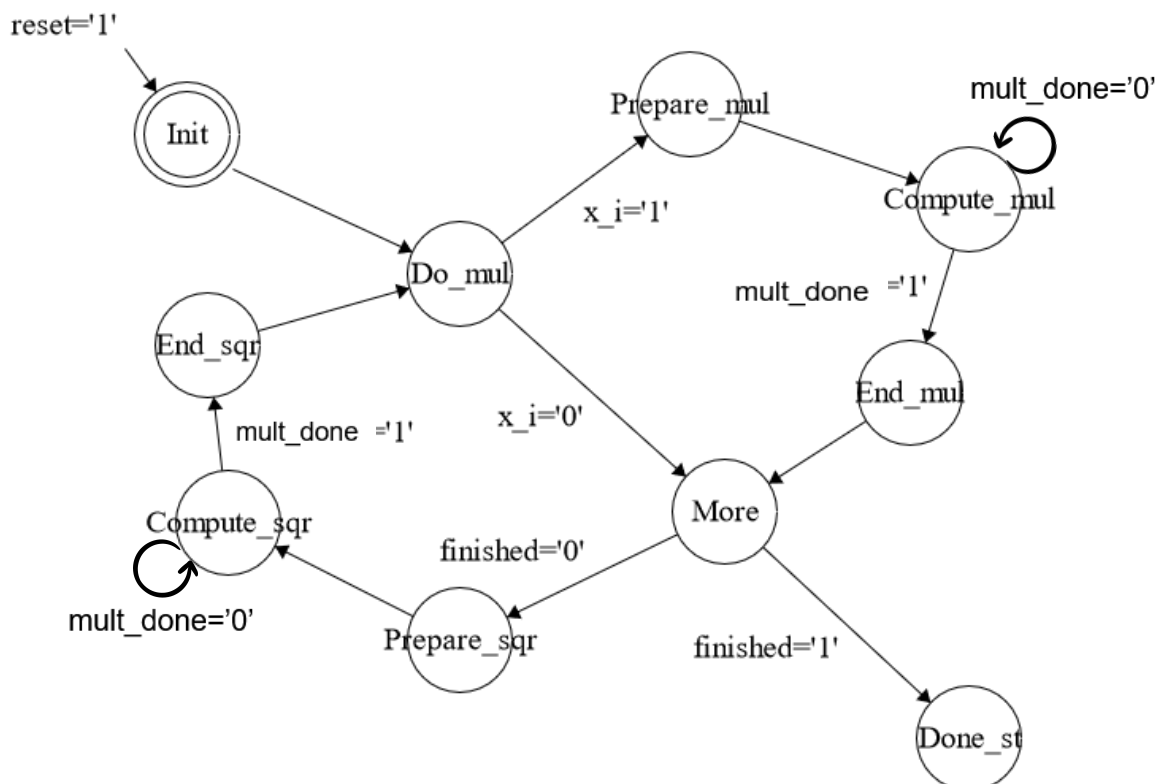 reset='1'
Init
Prepare_mul
mult_done='0'
Compute_mul
x_i='1'
Do_mul
mult_done ='1'
End_sqr
End_mul
x_i='0'
mult_done ='1'
More
Compute_sqr
finished='0'
mult_done='0'
Prepare_sqr
finished='1'
Done_st